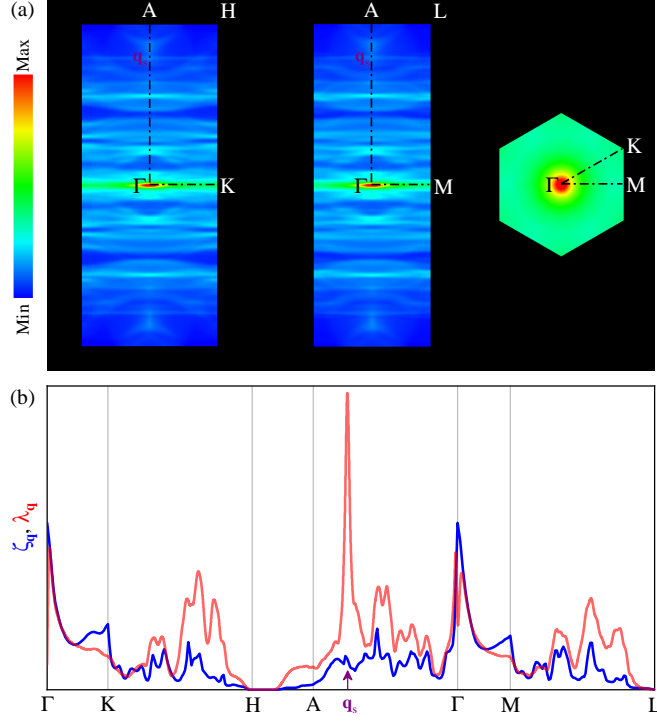 (a)
A
H
A
L
Max
q_s
q_s
K
Γ
K
Γ
M
Γ
M
Min
(b)
ζ_q, λ_q
Γ
K
H
A
q_s
Γ
M
L